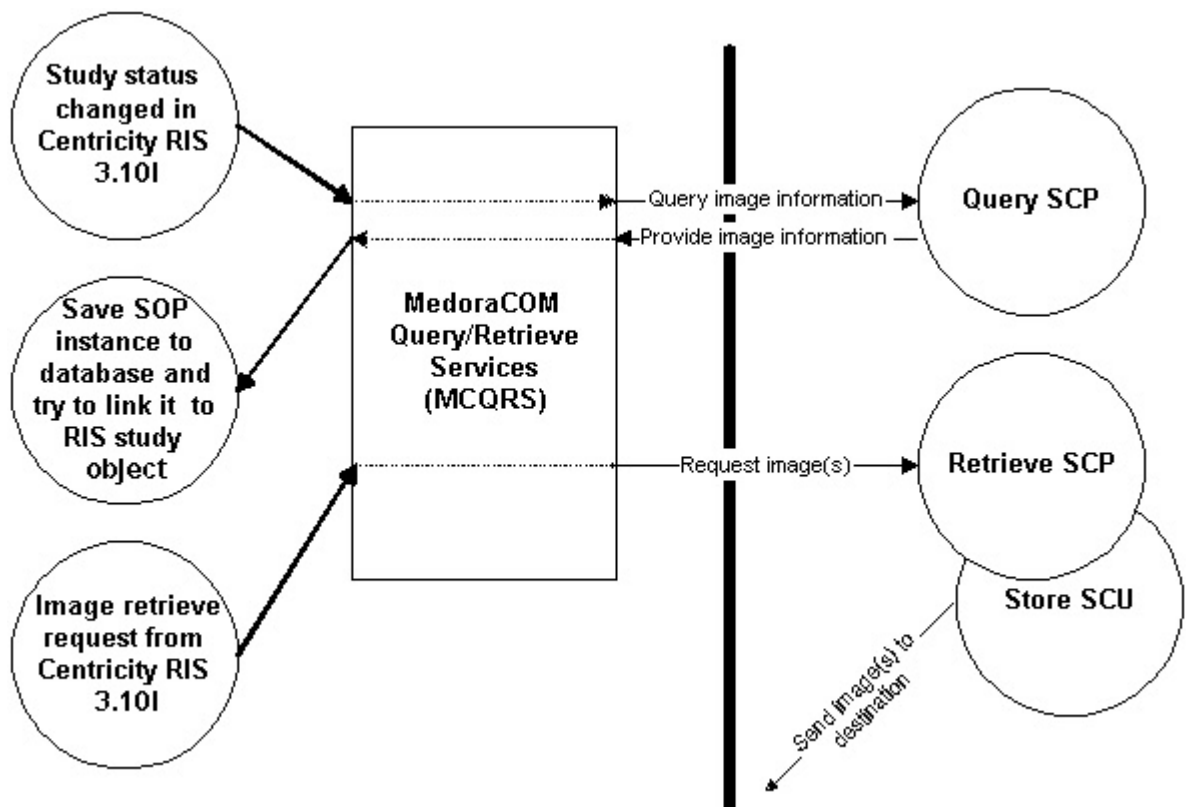 Study status
changed in
Centricity RIS
3.10I
Save SOP
instance to
database and
try to link it to
RIS study
object
Image retrieve
request from
Centricity RIS
3.10I
MedoraCOM
Query/Retrieve
Services
(MCQRS)
Query image information
Provide image information
Request image(s)
Query SCP
Retrieve SCP
Store SCU
Send image(s) to
destination